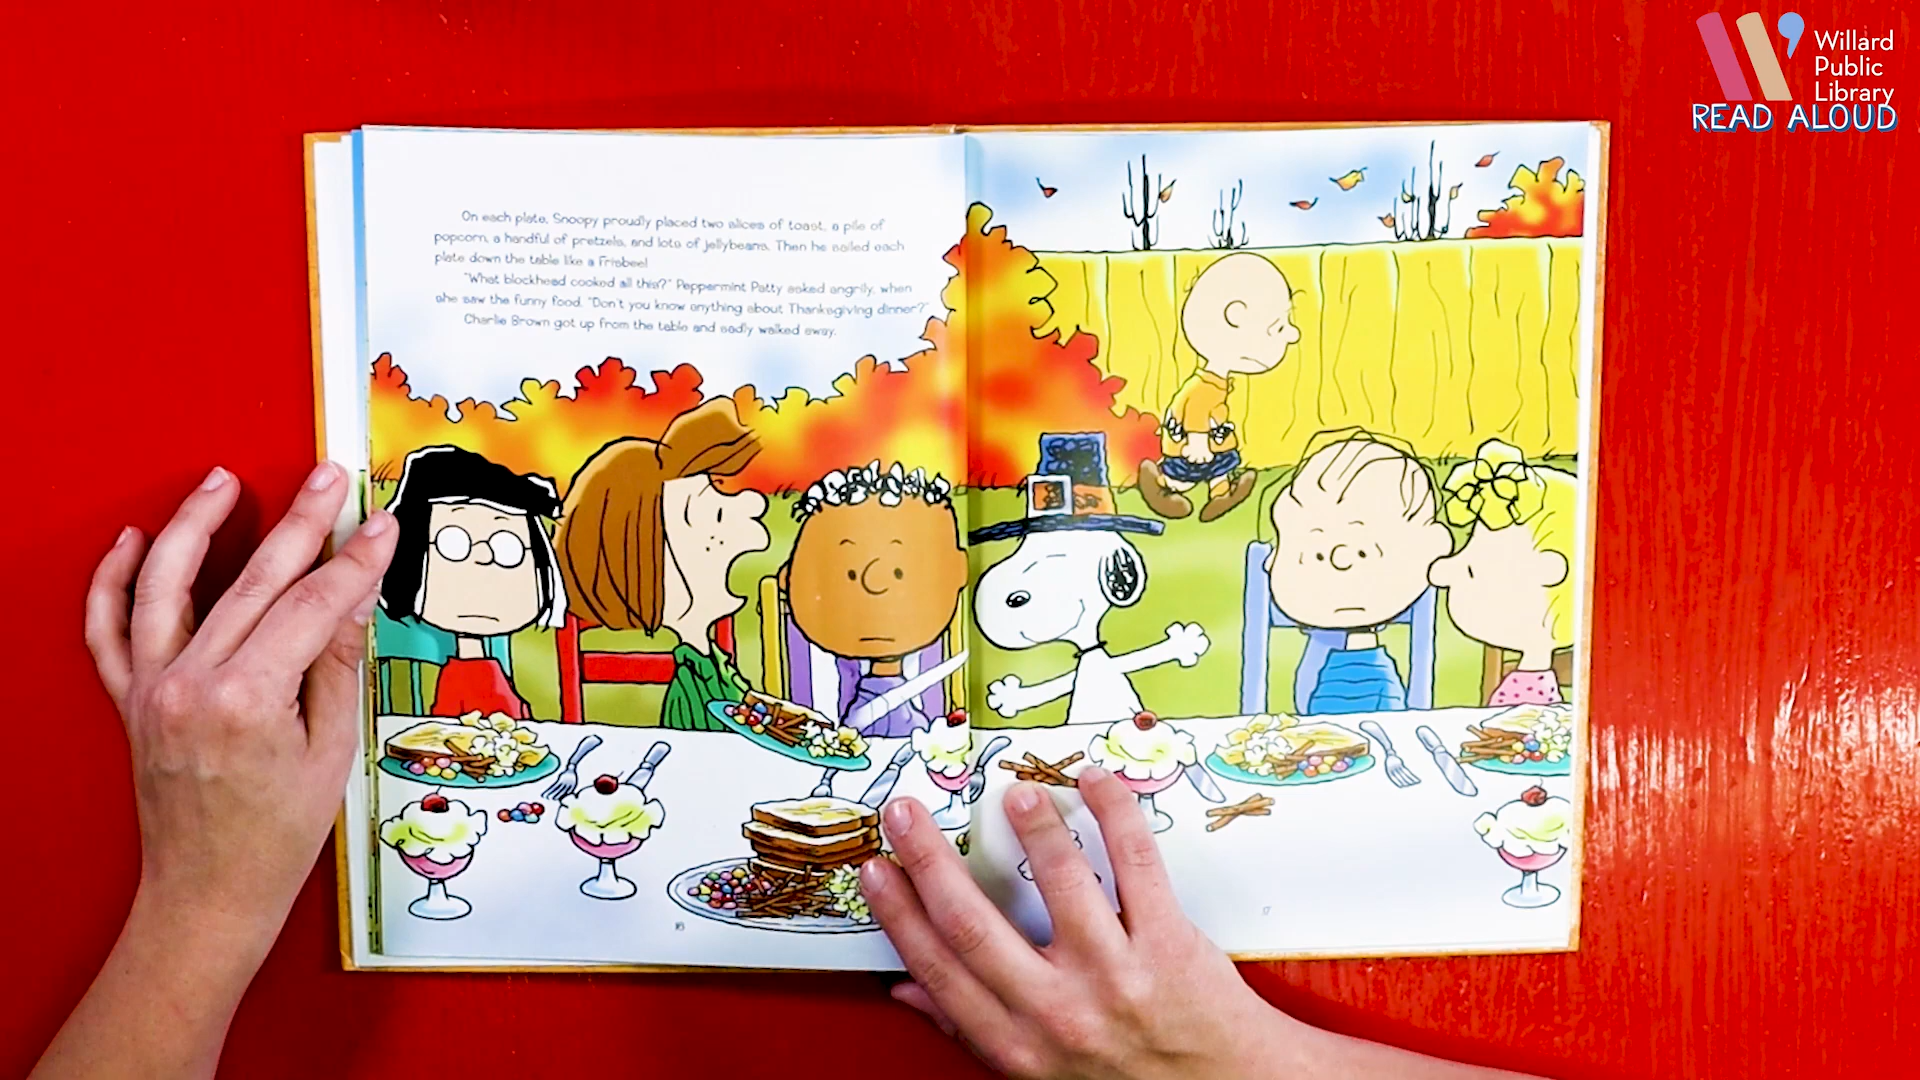 On each plate, Snoopy proudly placed two slices of toast, a pile of
popcorn, a handful of pretzels, and lots of jellybeans. Then he sailed each
plate down the table like a Frisbee!
"What blockhead cooked all this?" Peppermint Patty asked angrily, when
she saw the funny food. "Don't you know anything about Thanksgiving dinner?"
Charlie Brown got up from the table and sadly walked away.
16
17
Willard
Public
Library
READ ALOUD